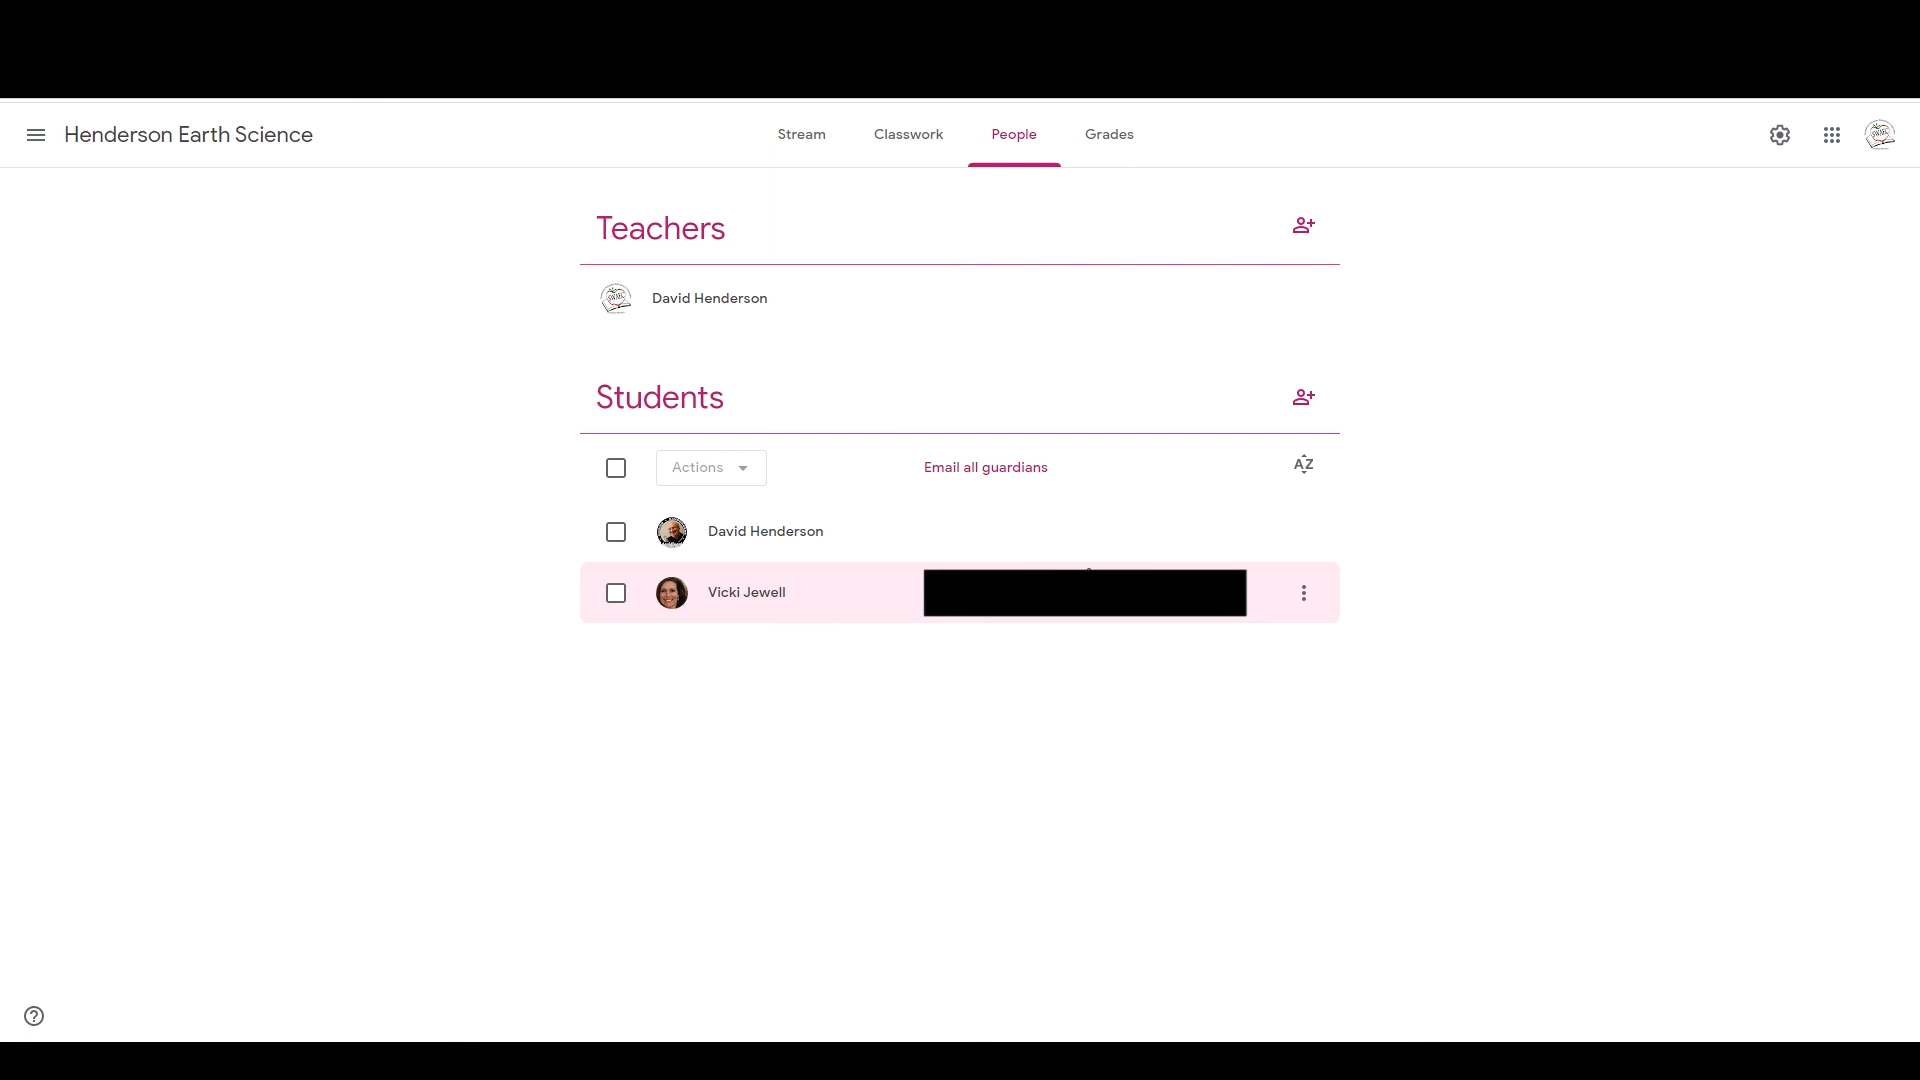 Henderson Earth Science
Stream
Classwork
People
Grades
Teachers
David Henderson
Students
Actions
Email all guardians
AZ
David Henderson
Vicki Jewell